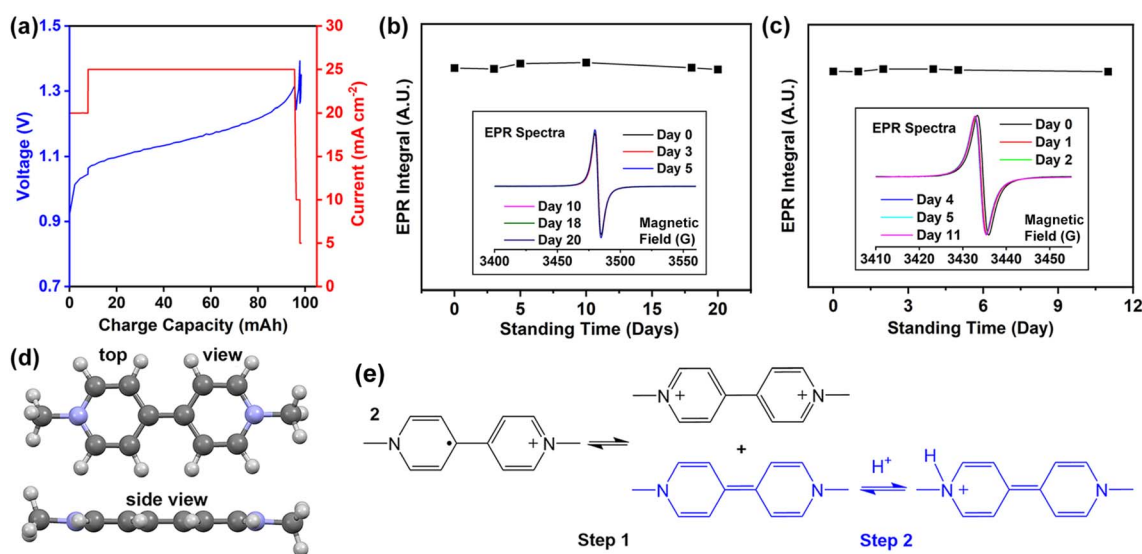 (a)
1.5
1.3
1.1
0.9
0.7
Voltage (V)
0 20 40 60 80 100
Charge Capacity (mAh)
35
30
25
20
15
10
5
0
Current (mA cm⁻²)
(b)
EPR Integral (A.U.)
EPR Spectra
Day 0
Day 3
Day 5
Day 10
Day 18
Day 20
Magnetic
Field (G)
3400 3450 3500 3550
0 5 10 15 20
Standing Time (Days)
(c)
EPR Integral (A.U.)
EPR Spectra
Day 0
Day 1
Day 2
Day 4
Day 5
Day 11
Magnetic
Field (G)
3410 3420 3430 3440 3450
0 3 6 9 12
Standing Time (Day)
(d)
top view
side view
(e)
2
N N +
N + N +
+
N N
H⁺
H
N + N
Step 1 Step 2